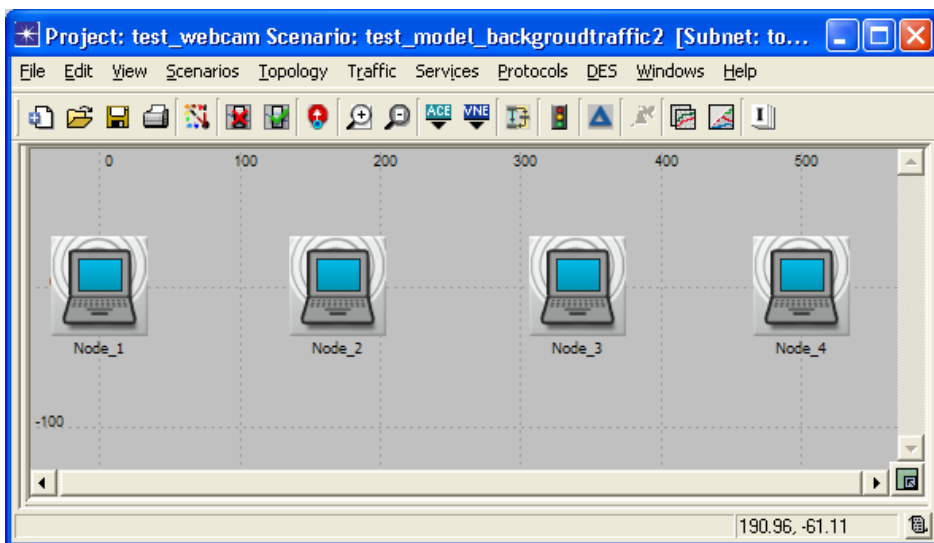 Project: test_webcam Scenario: test_model_backgroudtraffic2 [Subnet: to...
File Edit View Scenarios Topology Traffic Services Protocols DES Windows Help
ACE VNE
0 100 200 300 400 500
Node_1 Node_2 Node_3 Node_4
-100
190.96, -61.11